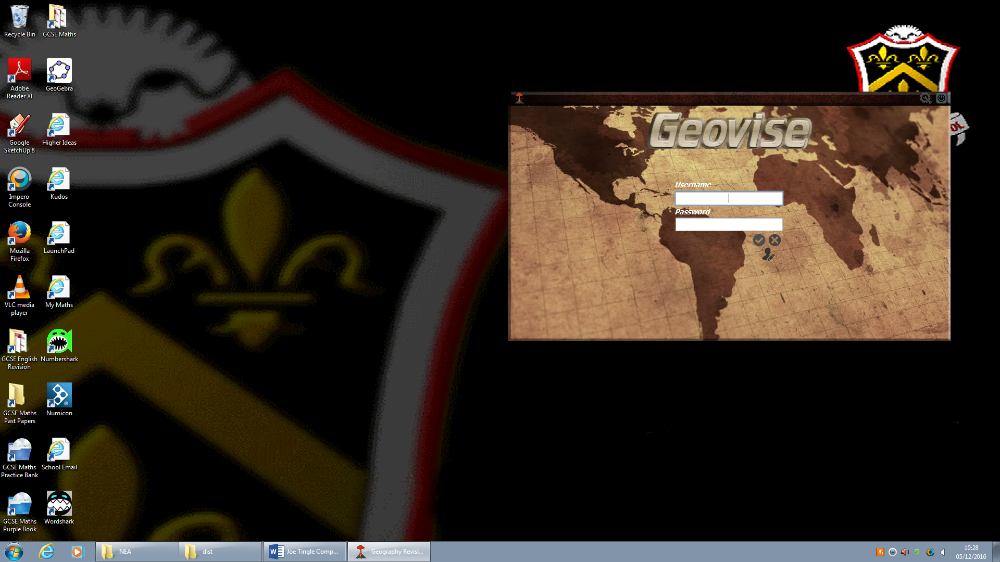 Recycle Bin
GCSE Maths
Adobe
Reader XI
GeoGebra
Google
SketchUp 8
Higher Ideas
Impero
Console
Kudos
Mozilla
Firefox
LaunchPad
VLC media
player
My Maths
GCSE English
Revision
Numbershark
GCSE Maths
Past Papers
Numicon
GCSE Maths
Practice Bank
School Email
GCSE Maths
Purple Book
Wordshark
Geovise
Username
Password
NEA
dist
Joe Tingle Comp...
Geography Revisi...
10:28
05/12/2016